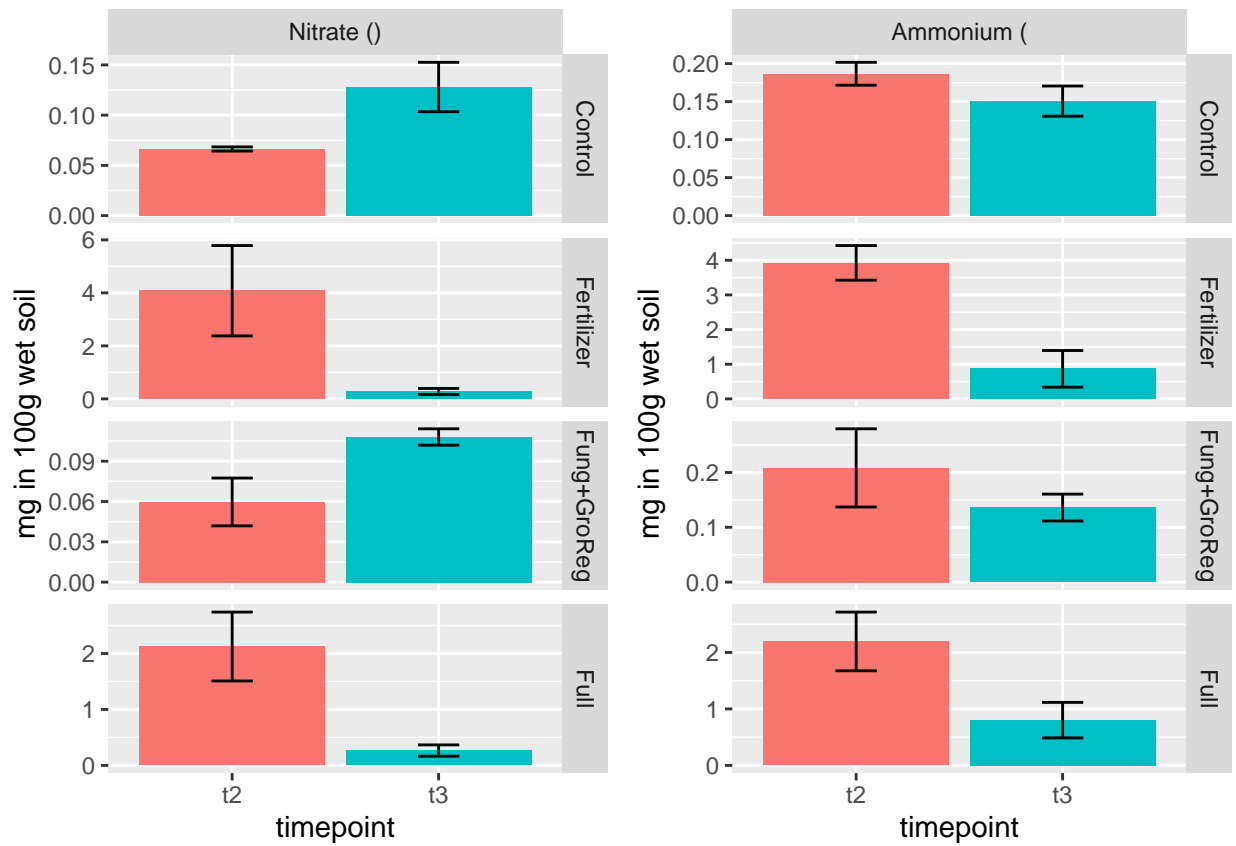 Nitrate ()
mg in 100g wet soil
0.15
0.10
0.05
0.00
Control
6
4
2
0
Fertilizer
0.09
0.06
0.03
0.00
Fung+GroReg
2
1
0
Full
t2
t3
timepoint
Ammonium (
mg in 100g wet soil
0.20
0.15
0.10
0.05
0.00
Control
4
3
2
1
0
Fertilizer
0.2
0.1
0.0
Fung+GroReg
2
1
0
Full
t2
t3
timepoint